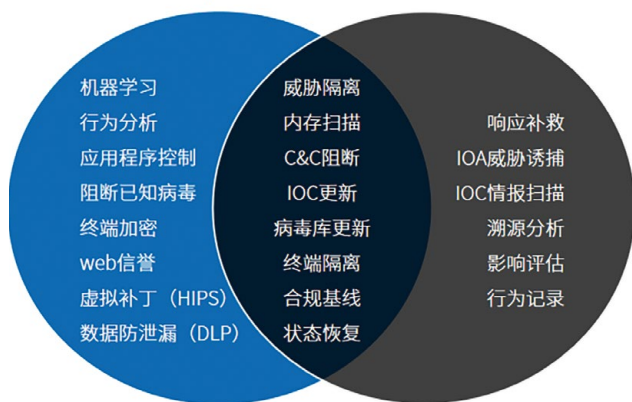 机器学习
行为分析
应用程序控制
阻断已知病毒
终端加密
web信誉
虚拟补丁（HIPS）
数据防泄漏（DLP）
威胁隔离
内存扫描
C&C阻断
IOC更新
病毒库更新
终端隔离
合规基线
状态恢复
响应补救
IOA威胁诱捕
IOC情报扫描
溯源分析
影响评估
行为记录